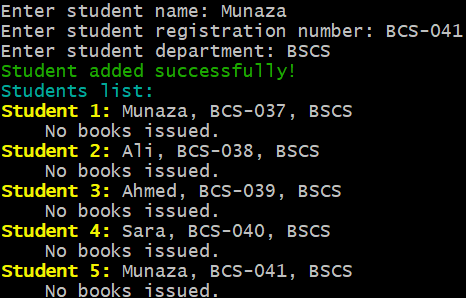 Enter student name: Munaza
Enter student registration number: BCS-041
Enter student department: BSCS
Student added successfully!
Students list:
Student 1: Munaza, BCS-037, BSCS
    No books issued.
Student 2: Ali, BCS-038, BSCS
    No books issued.
Student 3: Ahmed, BCS-039, BSCS
    No books issued.
Student 4: Sara, BCS-040, BSCS
    No books issued.
Student 5: Munaza, BCS-041, BSCS
    No books issued.